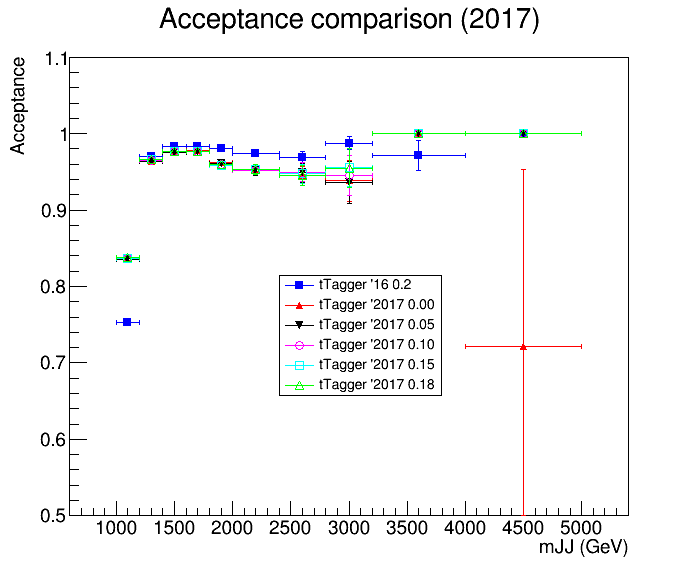 Acceptance comparison (2017)
Acceptance
1.1
1
0.9
0.8
0.7
0.6
0.5
tTagger '16 0.2
tTagger '2017 0.00
tTagger '2017 0.05
tTagger '2017 0.10
tTagger '2017 0.15
tTagger '2017 0.18
1000 1500 2000 2500 3000 3500 4000 4500 5000
mJJ (GeV)